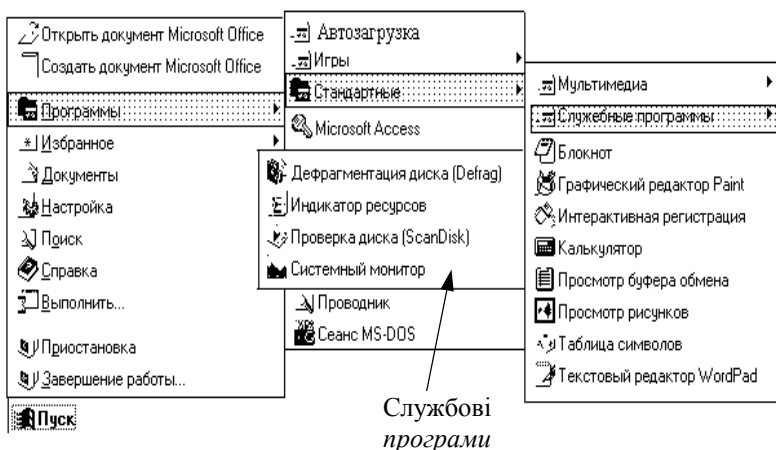 Открыть документ Microsoft Office
Создать документ Microsoft Office
Программы
Избранное
Документы
Настройка
Поиск
Справка
Выполнить...
Приостановка
Завершение работы...
Пуск
Автозагрузка
Игры
Стандартные
Microsoft Access
Дефрагментация диска (Defrag)
Индикатор ресурсов
Проверка диска (ScanDisk)
Системный монитор
Проводник
Сеанс MS-DOS
Мультимедиа
Служебные программы
Блокнот
Графический редактор Paint
Интерактивная регистрация
Калькулятор
Просмотр буфера обмена
Просмотр рисунков
Таблица символов
Текстовый редактор WordPad
Службові
програми